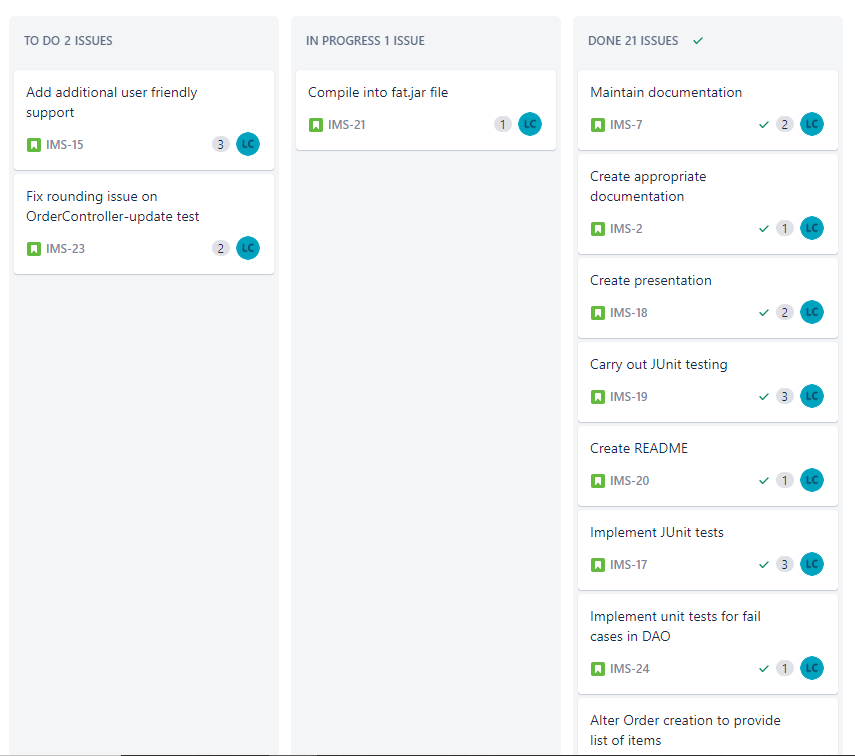 TO DO 2 ISSUES
Add additional user friendly
support
IMS-15
3
LC
Fix rounding issue on
OrderController-update test
IMS-23
2
LC
IN PROGRESS 1 ISSUE
Compile into fat.jar file
IMS-21
1
LC
DONE 21 ISSUES
Maintain documentation
IMS-7
2
LC
Create appropriate
documentation
IMS-2
1
LC
Create presentation
IMS-18
2
LC
Carry out JUnit testing
IMS-19
3
LC
Create README
IMS-20
1
LC
Implement JUnit tests
IMS-17
3
LC
Implement unit tests for fail
cases in DAO
IMS-24
1
LC
Alter Order creation to provide
list of items